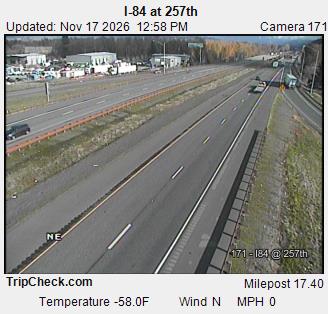 I-84 at 257th
Updated: Nov 17 2026 12:58 PM Camera 171
NE
171 - I84 @ 257th
TripCheck.com Milepost 17.40
Temperature -58.0F Wind N MPH 0